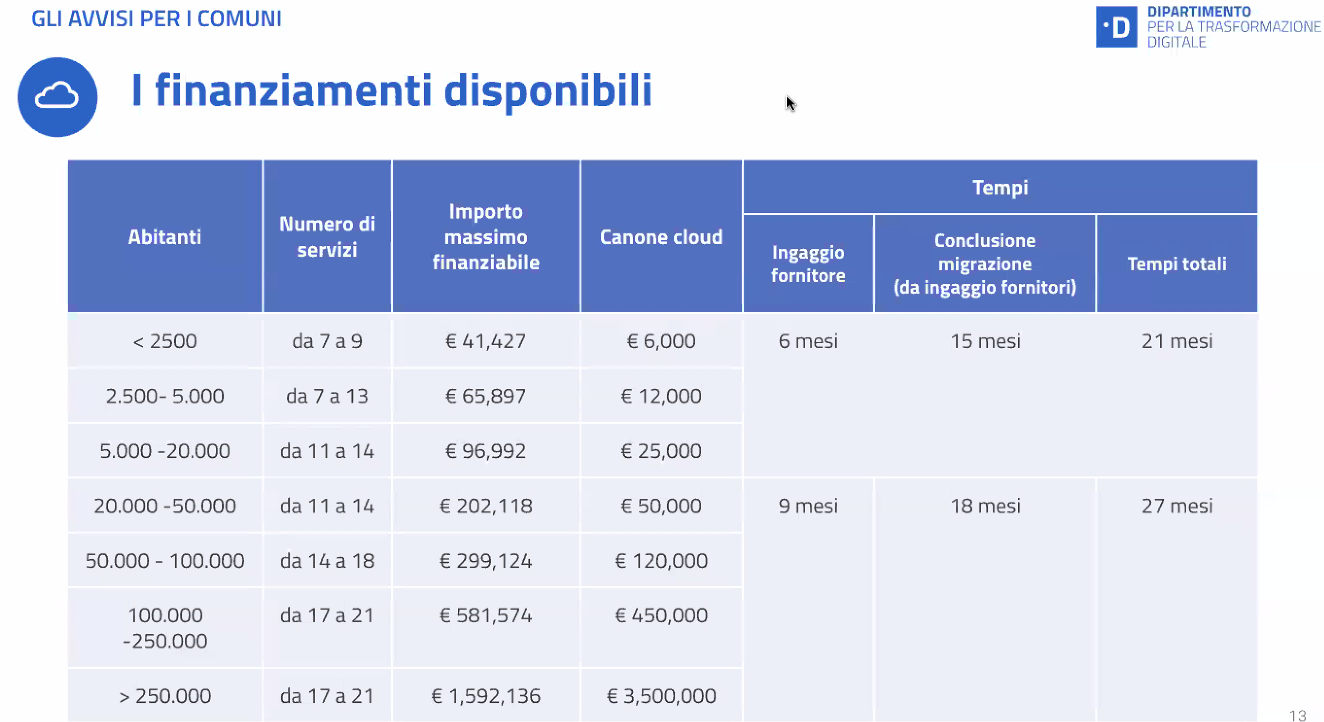 GLI AVVISI PER I COMUNI
DIPARTIMENTO
PER LA TRASFORMAZIONE
DIGITALE
·D
I finanziamenti disponibili
Abitanti
Numero di
servizi
Importo
massimo
finanziabile
Canone cloud
Tempi
Ingaggio
fornitore
Conclusione
migrazione
(da ingaggio fornitori)
Tempi totali
< 2500 da 7 a 9 € 41,427 € 6,000 6 mesi 15 mesi 21 mesi
2.500- 5.000 da 7 a 13 € 65,897 € 12,000
5.000 -20.000 da 11 a 14 € 96,992 € 25,000
20.000 -50.000 da 11 a 14 € 202,118 € 50,000 9 mesi 18 mesi 27 mesi
50.000 - 100.000 da 14 a 18 € 299,124 € 120,000
100.000 da 17 a 21 € 581,574 € 450,000
-250.000
> 250.000 da 17 a 21 € 1,592,136 € 3,500,000
13